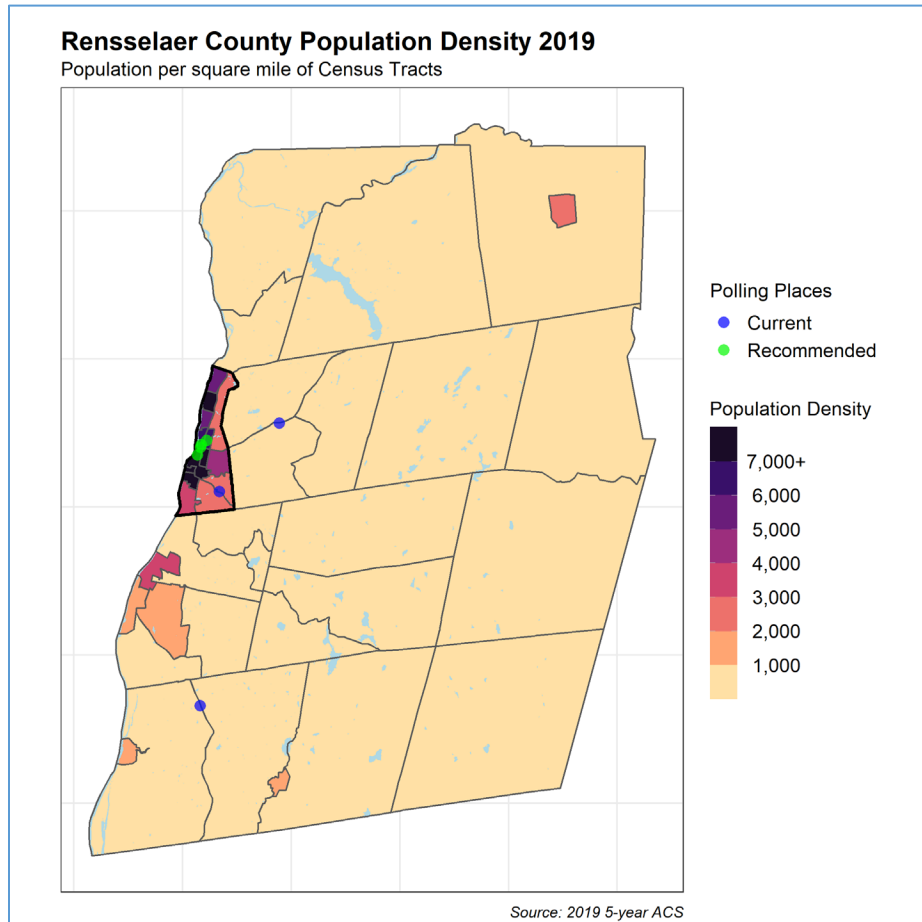 Rensselaer County Population Density 2019
Population per square mile of Census Tracts
Polling Places
Current
Recommended
Population Density
7,000+
6,000
5,000
4,000
3,000
2,000
1,000
Source: 2019 5-year ACS